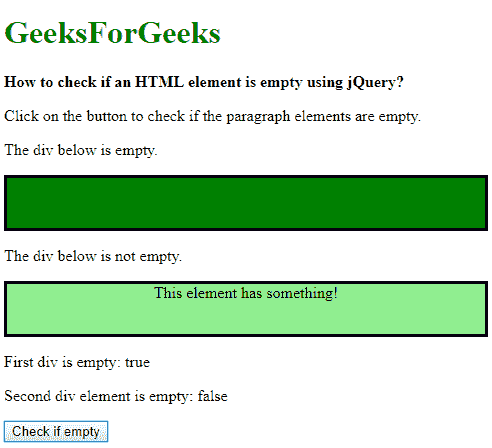 GeeksForGeeks
How to check if an HTML element is empty using jQuery?
Click on the button to check if the paragraph elements are empty.
The div below is empty.
The div below is not empty.
This element has something!
First div is empty: true
Second div element is empty: false
Check if empty